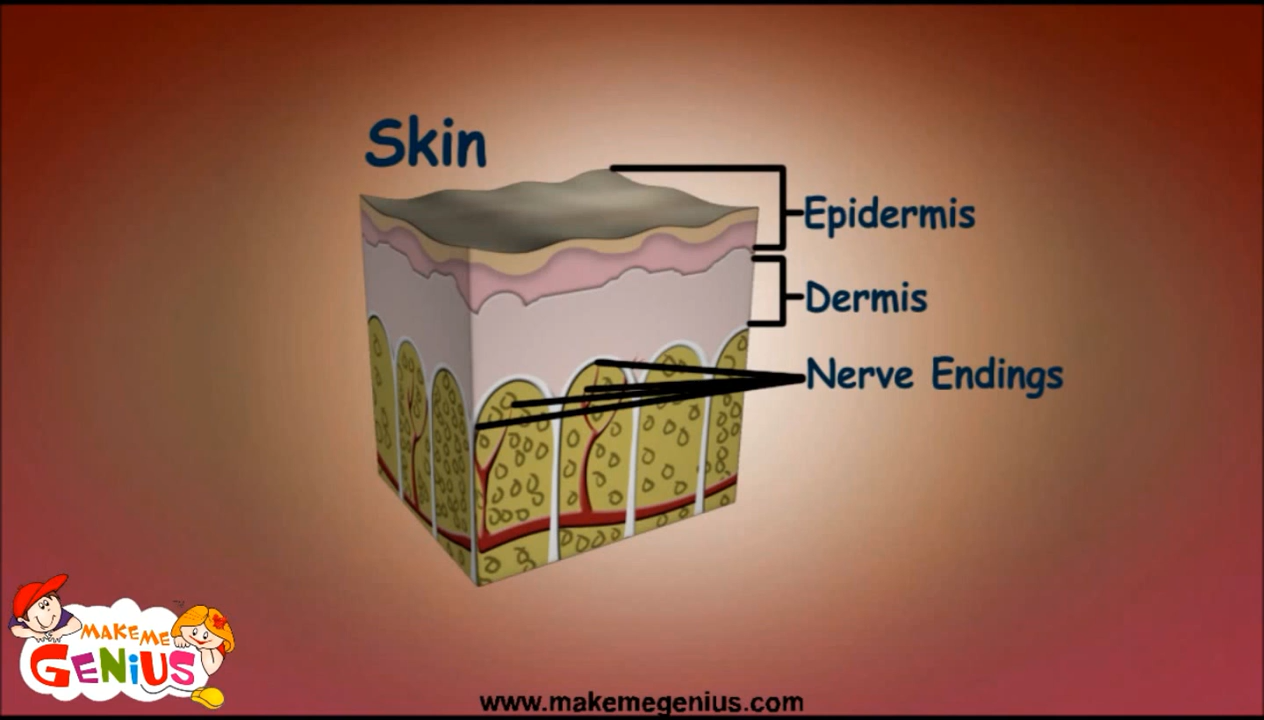 Skin
Epidermis
Dermis
Nerve Endings
MAKE ME
GENiUS
www.makemegenius.com